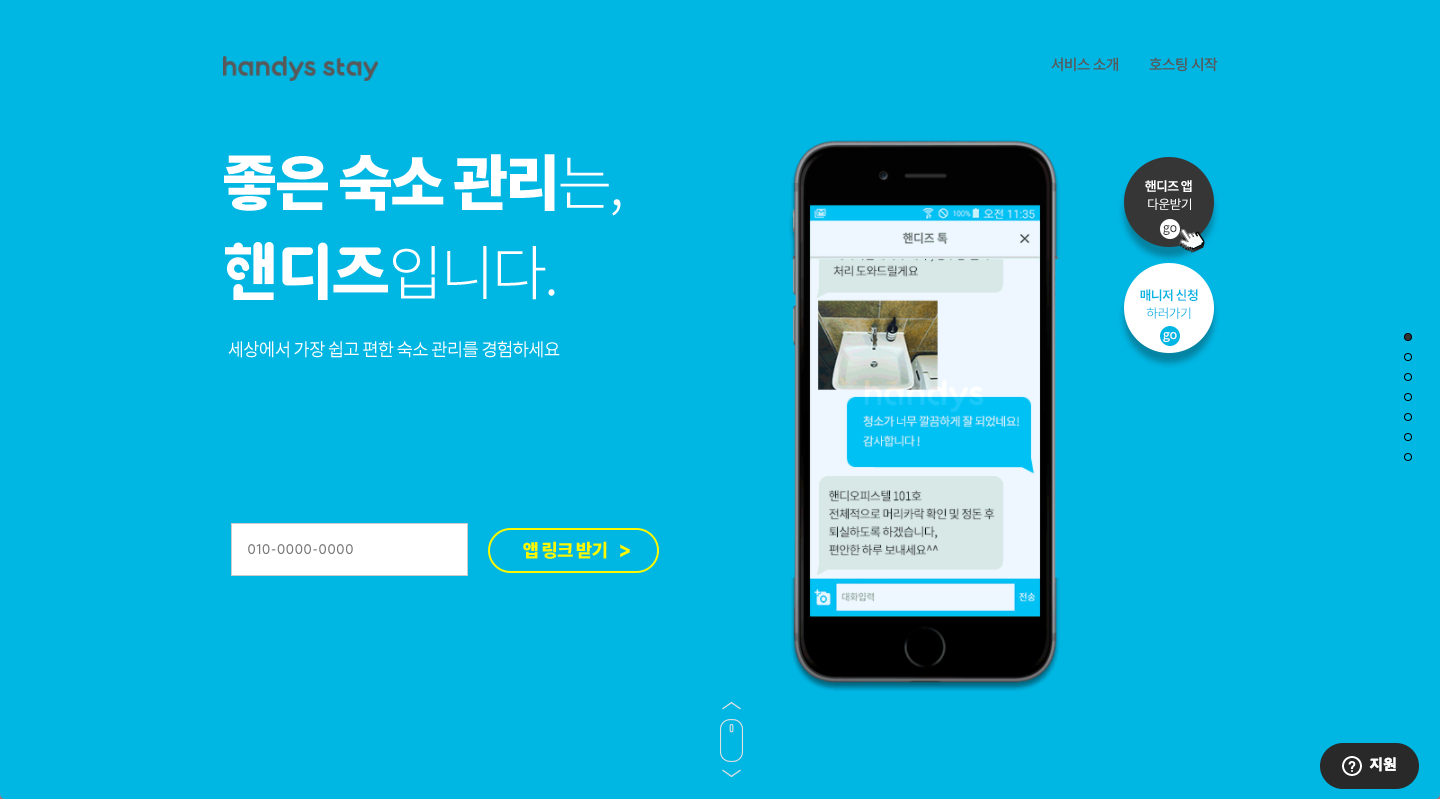 handys stay
서비스 소개
호스팅 시작
좋은 숙소 관리는,
핸디즈입니다.
세상에서 가장 쉽고 편한 숙소 관리를 경험하세요
010-0000-0000
앱 링크 받기 >
100%
오전 11:35
핸디즈 톡
처리 도와드릴게요
handys
청소가 너무 깔끔하게 잘 되었네요!
감사합니다 !
핸디오피스텔 101호
전체적으로 머리카락 확인 및 정돈 후
퇴실하도록 하겠습니다,
편안한 하루 보내세요^^
대화입력
전송
핸디즈 앱
다운받기
go
매니저 신청
하러가기
go
지원